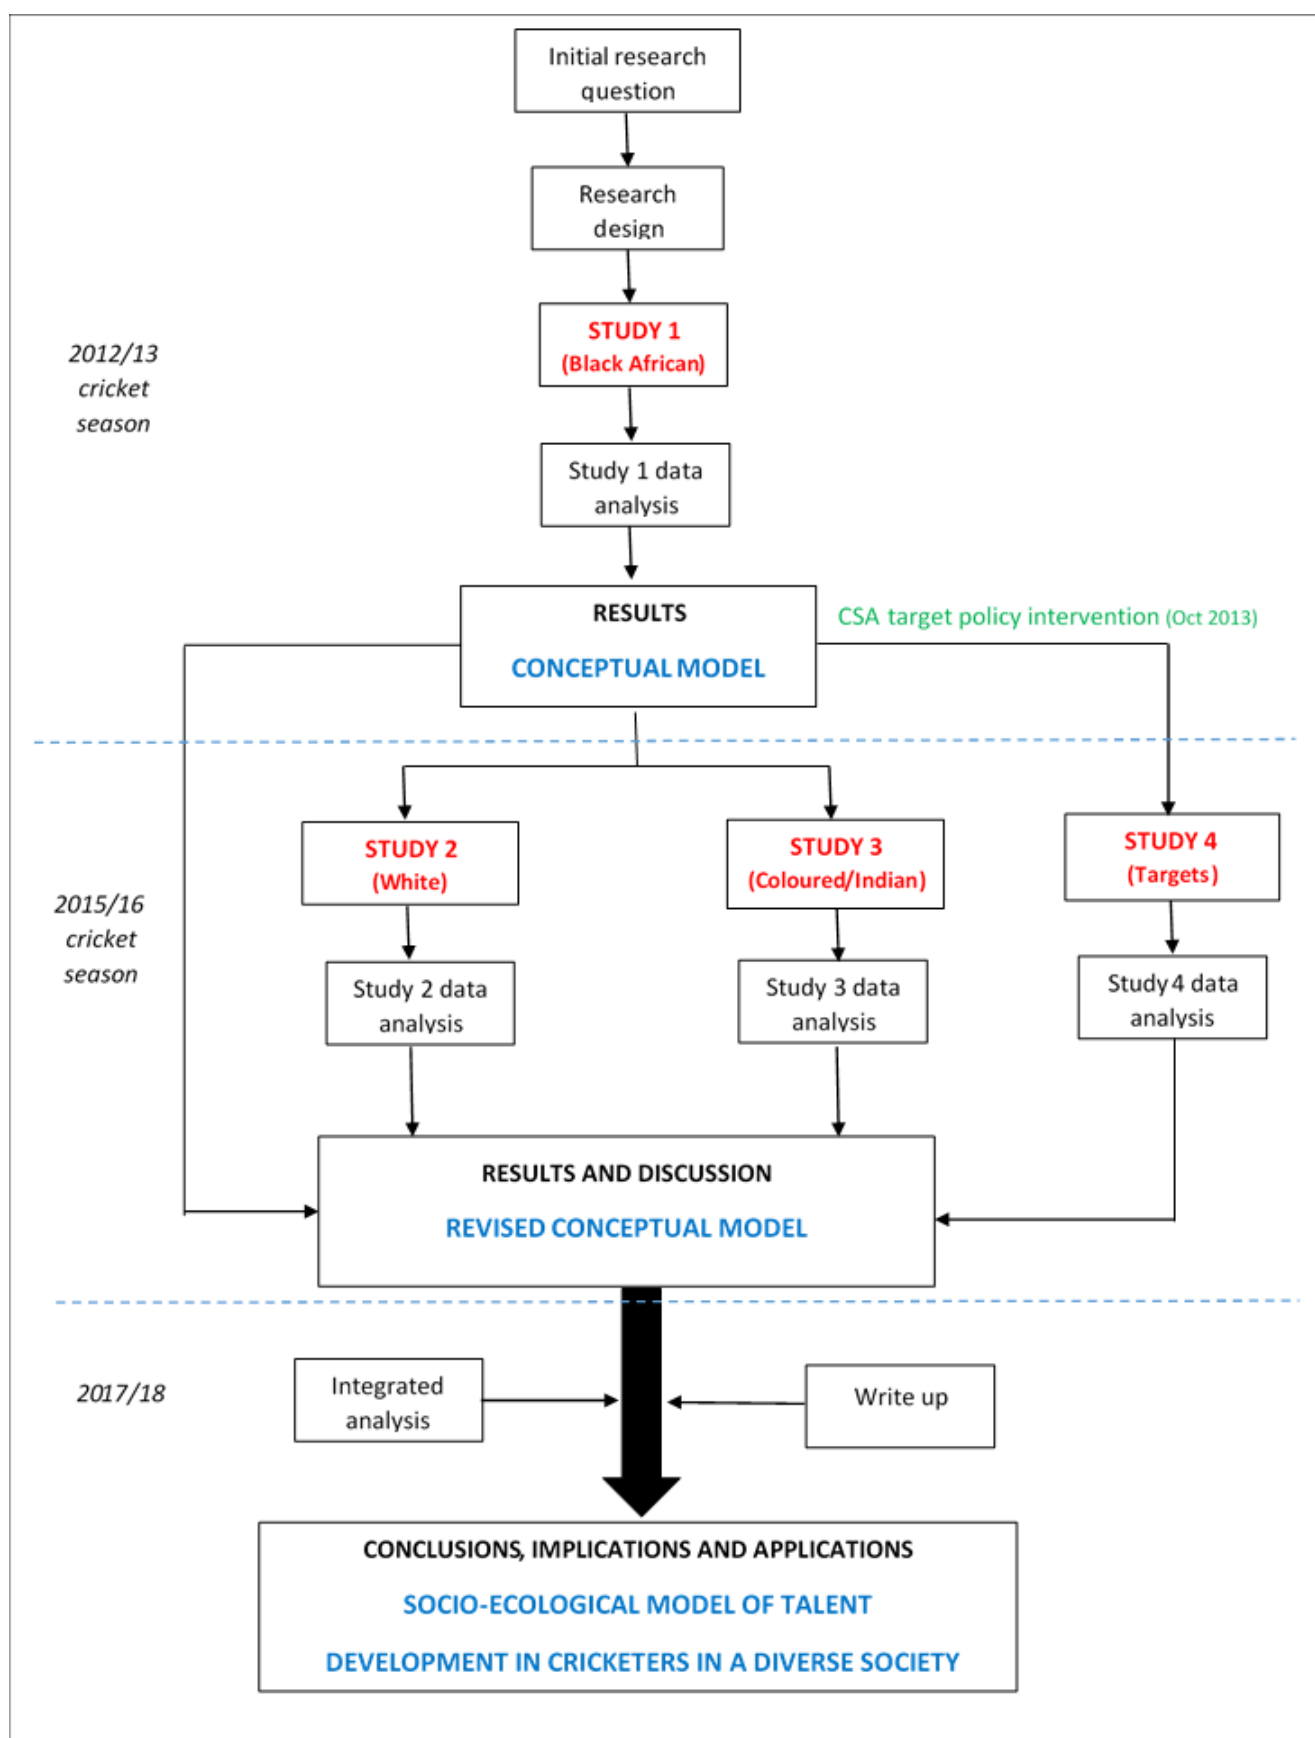 Initial research
question
Research
design
STUDY 1
(Black African)
2012/13
cricket
season
Study 1 data
analysis
RESULTS
CONCEPTUAL MODEL
CSA target policy intervention (Oct 2013)
STUDY 2
(White)
STUDY 3
(Coloured/Indian)
STUDY 4
(Targets)
2015/16
cricket
season
Study 2 data
analysis
Study 3 data
analysis
Study 4 data
analysis
RESULTS AND DISCUSSION
REVISED CONCEPTUAL MODEL
2017/18
Integrated
analysis
Write up
CONCLUSIONS, IMPLICATIONS AND APPLICATIONS
SOCIO-ECOLOGICAL MODEL OF TALENT
DEVELOPMENT IN CRICKETERS IN A DIVERSE SOCIETY